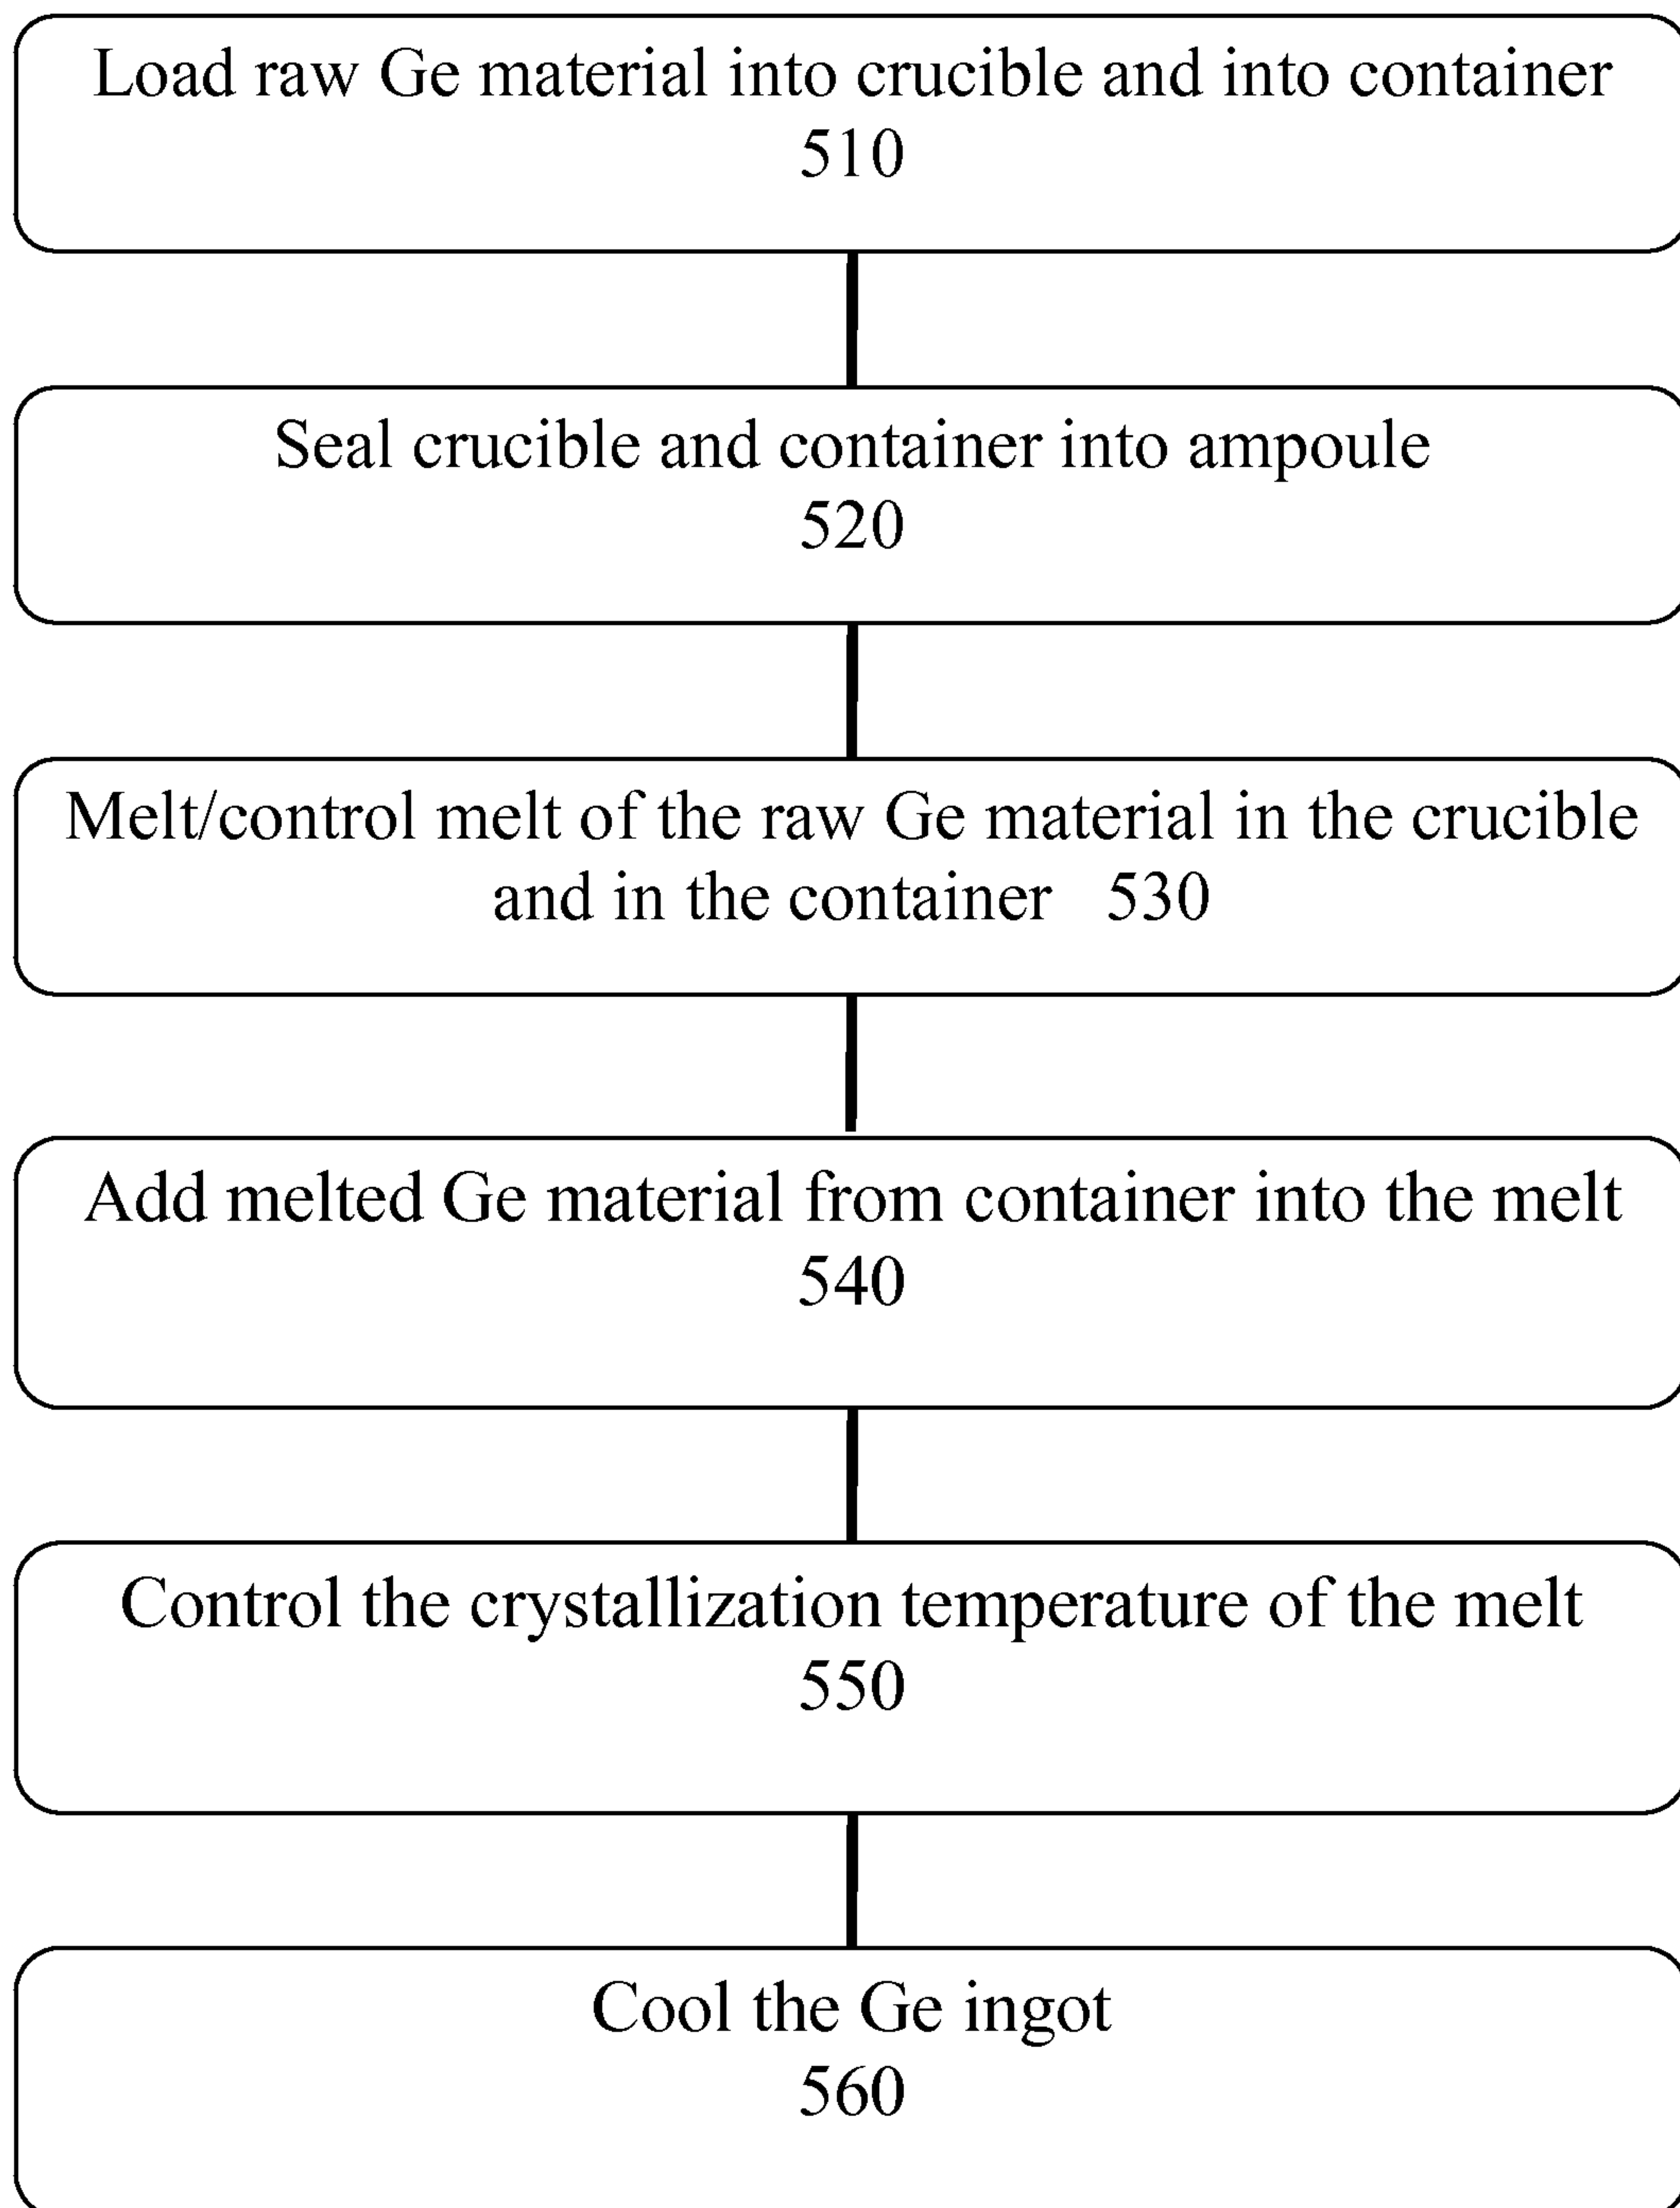 Load raw Ge material into crucible and into container
510
Seal crucible and container into ampoule
520
Melt/control melt of the raw Ge material in the crucible
and in the container 530
Add melted Ge material from container into the melt
540
Control the crystallization temperature of the melt
550
Cool the Ge ingot
560